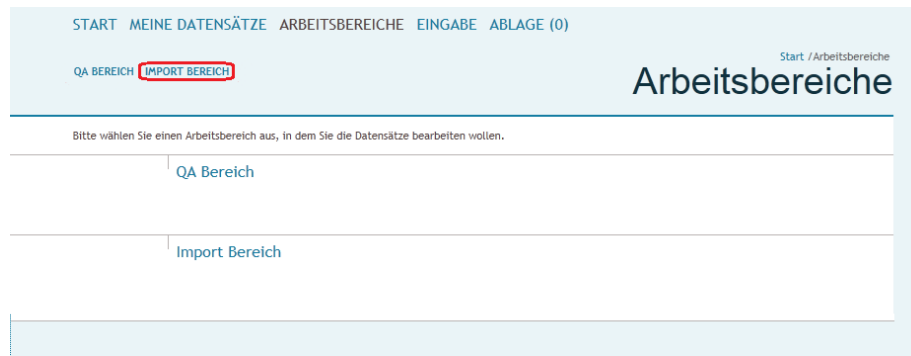 START MEINE DATENSÄTZE ARBEITSBEREICHE EINGABE ABLAGE (0)
Start /Arbeitsbereiche
QA BEREICH IMPORT BEREICH
Arbeitsbereiche
Bitte wählen Sie einen Arbeitsbereich aus, in dem Sie die Datensätze bearbeiten wollen.
QA Bereich
Import Bereich